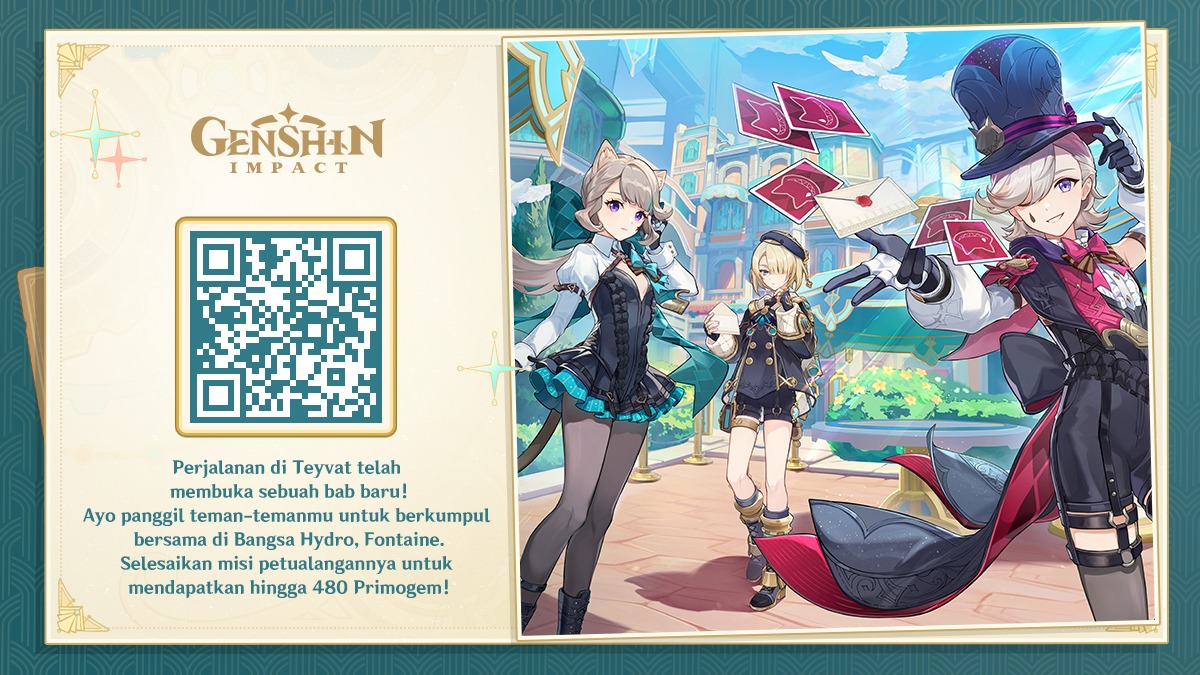 GENSHIN
IMPACT
Perjalanan di Teyvat telah
membuka sebuah bab baru!
Ayo panggil teman-temanmu untuk berkumpul
bersama di Bangsa Hydro, Fontaine.
Selesaikan misi petualangannya untuk
mendapatkan hingga 480 Primogem!